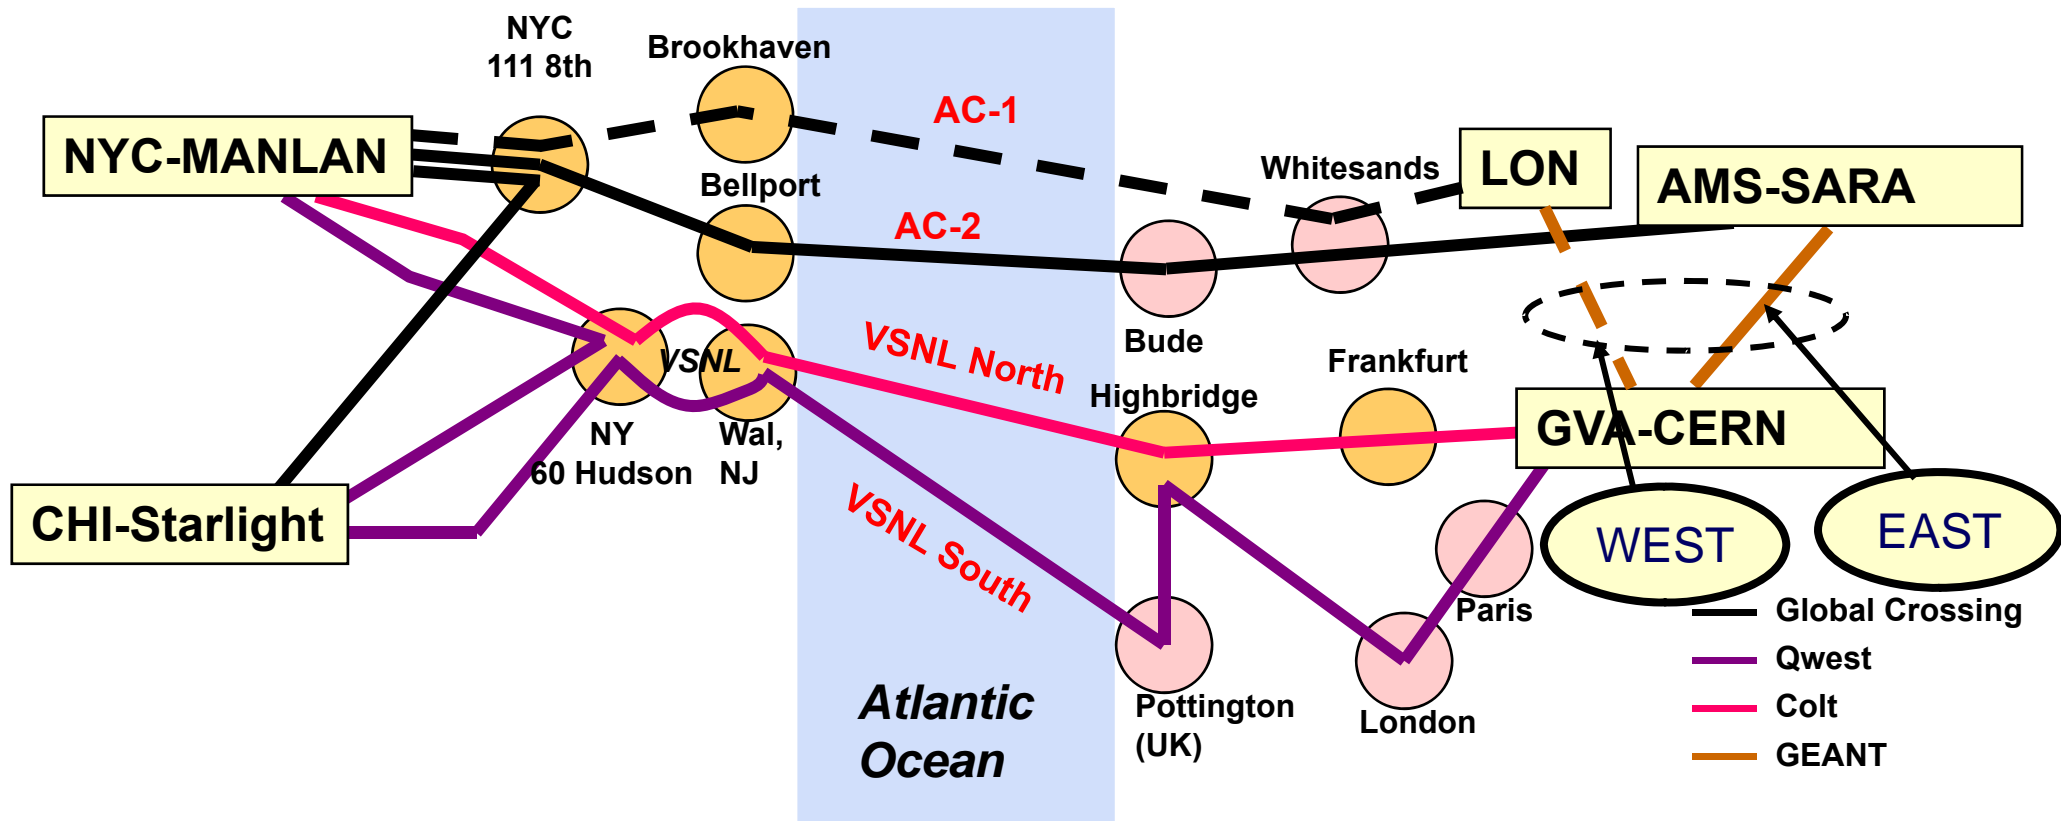 NYC
111 8th
Brookhaven
AC-1
NYC-MANLAN
Whitesands
LON
AMS-SARA
Bellport
AC-2
Bude
VSNL
VSNL North
Frankfurt
Highbridge
NY
60 Hudson
Wal,
NJ
GVA-CERN
CHI-Starlight
VSNL South
WEST
EAST
Paris
Pottington
(UK)
London
Atlantic
Ocean
Global Crossing
Qwest
Colt
GEANT